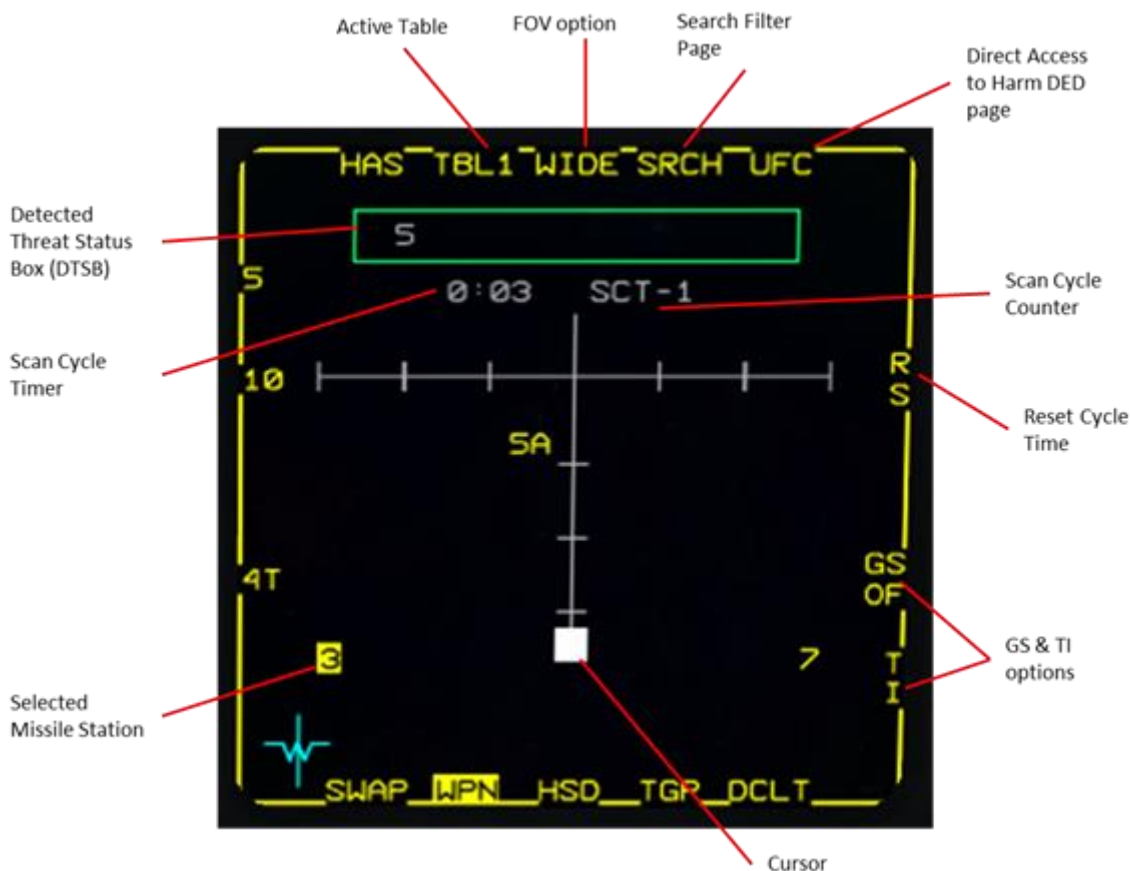 Active Table
FOV option
Search Filter
Page
Direct Access
to Harm DED
page
HAS TBL1 WIDE SRCH UFC
Detected
Threat Status
Box (DTSB)
S
5
0:03 SCT-1
Scan Cycle
Counter
Scan Cycle
Timer
10
R
S
Reset Cycle
Time
5A
4T
GS
OF
GS & TI
options
3
7
T
I
Selected
Missile Station
SWAP WPN HSD TGP DCLT
Cursor